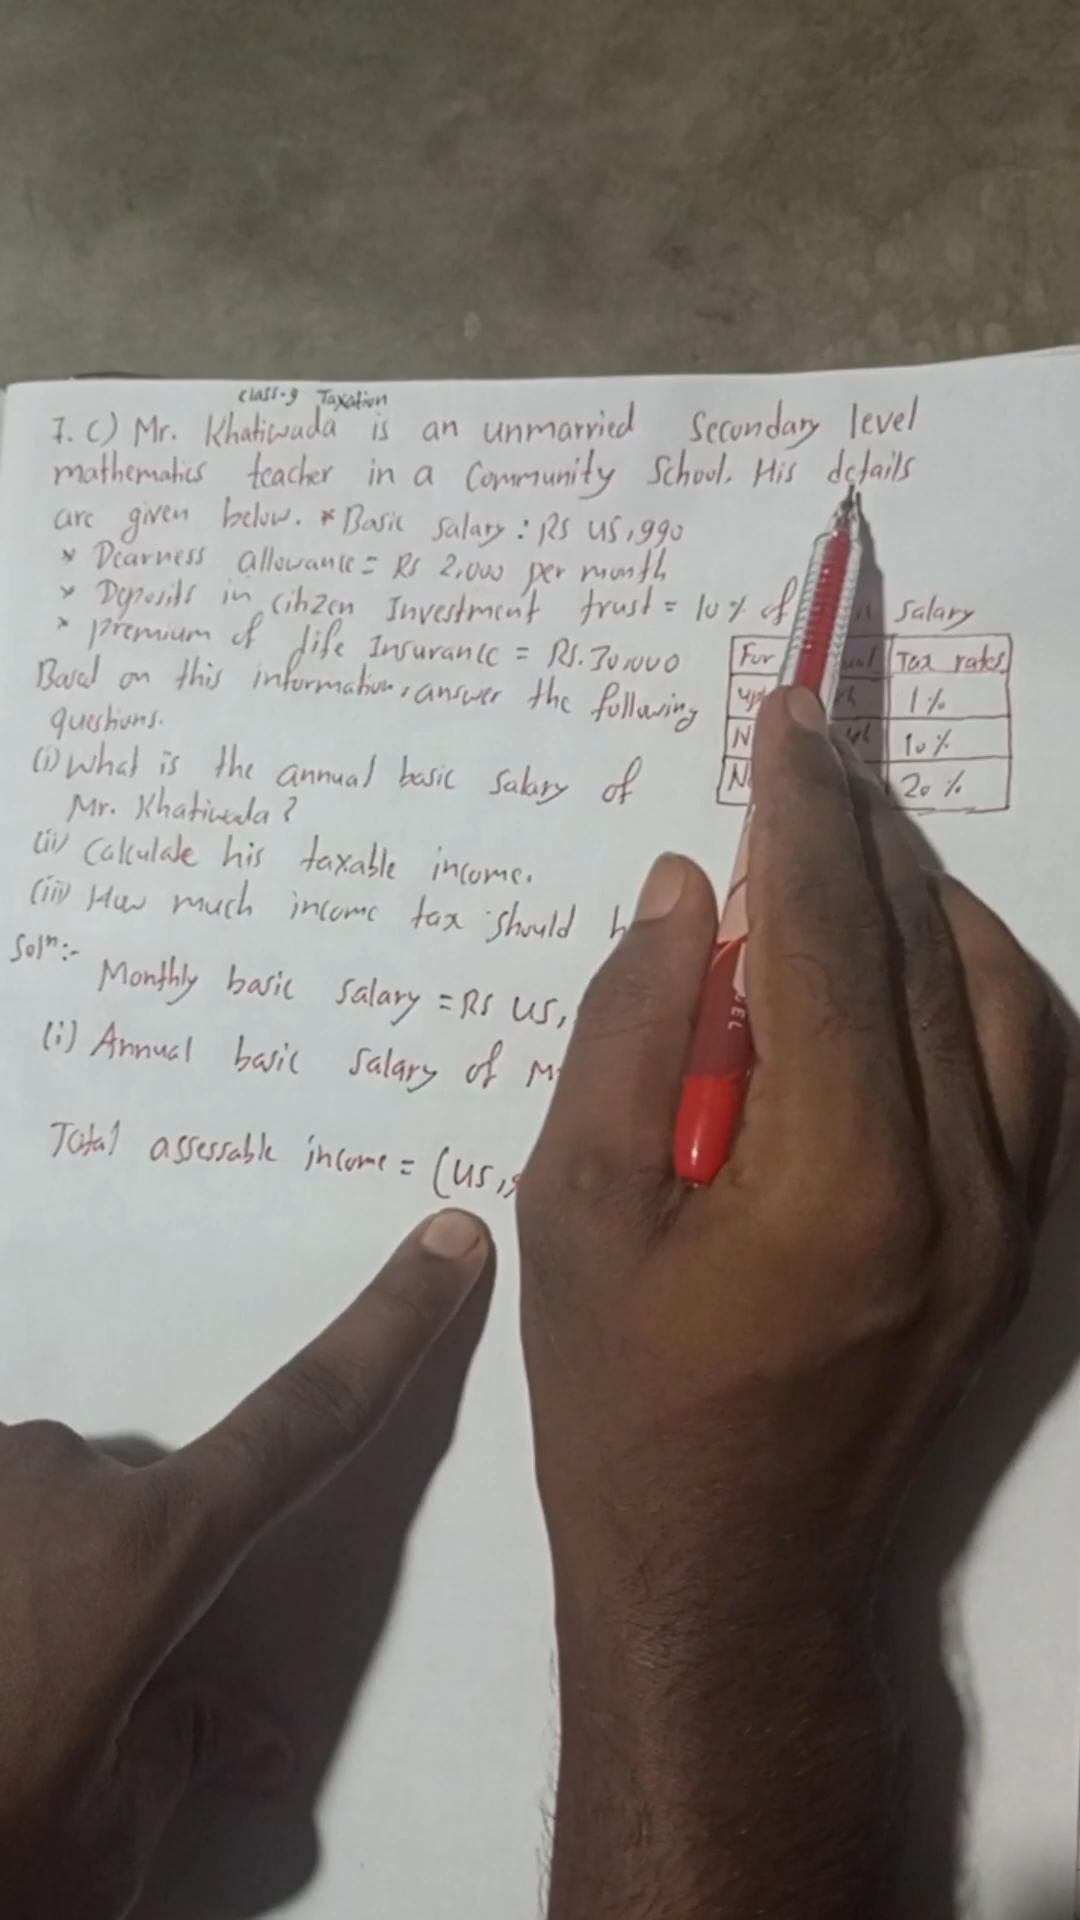 Class-9 Taxation
7. C) Mr. Khatiwada is an unmarried Secondary level
mathematics teacher in a Community School. His details
are given below. * Basic salary : Rs 45,990
* Dearness allowance = Rs 2,000 per month
* Deposits in Citizen Investment trust = 10% of salary
* premium of life Insurance = Rs. 30,000
For Tax rates
1%
10%
20%
Based on this information, answer the following
questions.
(i) What is the annual basic salary of
Mr. Khatiwada?
(ii) Calculate his taxable income.
(iii) How much income tax should
Solⁿ:-
Monthly basic salary = Rs 45,
(i) Annual basic salary of
Total assessable income = (45,9